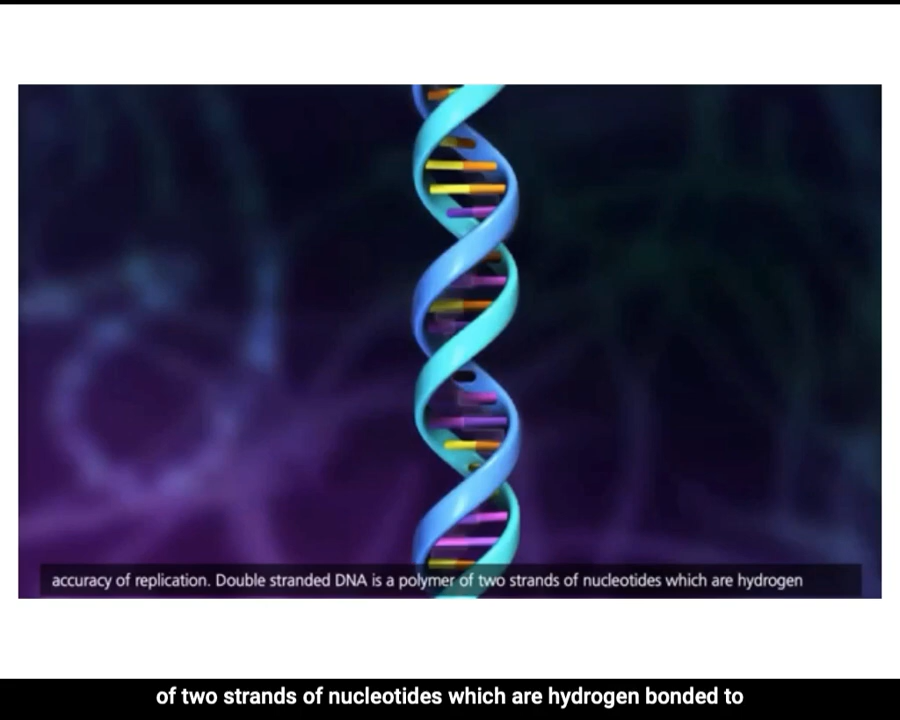 accuracy of replication. Double stranded DNA is a polymer of two strands of nucleotides which are hydrogen
of two strands of nucleotides which are hydrogen bonded to